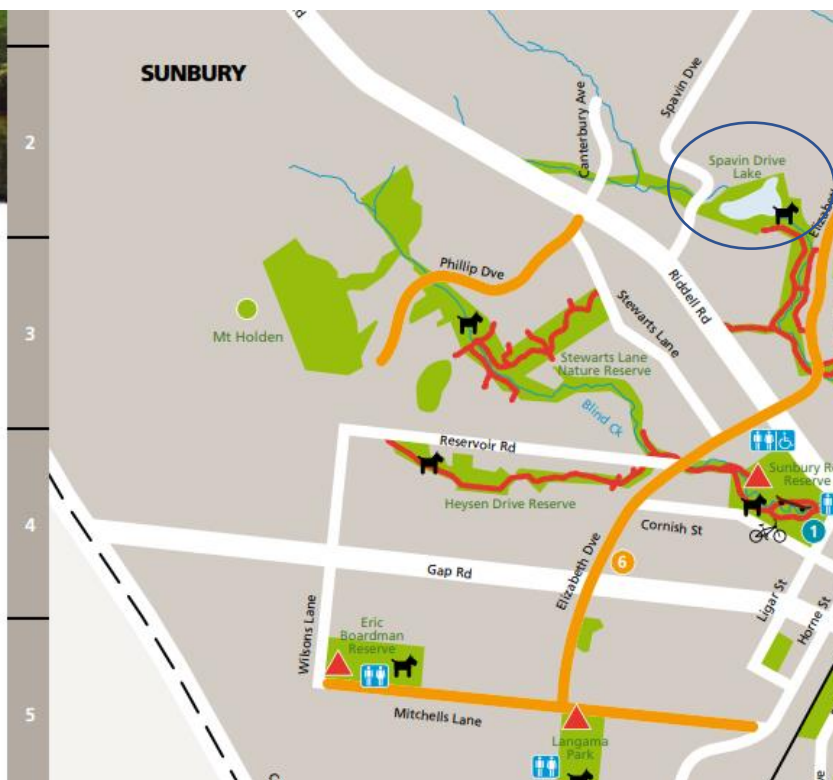 SUNBURY
2
Canterbury Ave
Spavin Dve
Spavin Drive
Lake
3
Phillip Dve
Riddell Rd
Stewarts Lane
Mt Holden
Stewarts Lane
Nature Reserve
Blind Ck
Reservoir Rd
Sunbury
Reserve
4
Heysen Drive Reserve
Cornish St
1
Gap Rd
Elizabeth Dve
6
Ligar St
Horne St
Wilsons Lane
Eric
Boardman
Reserve
5
Mitchells Lane
Langama
Park